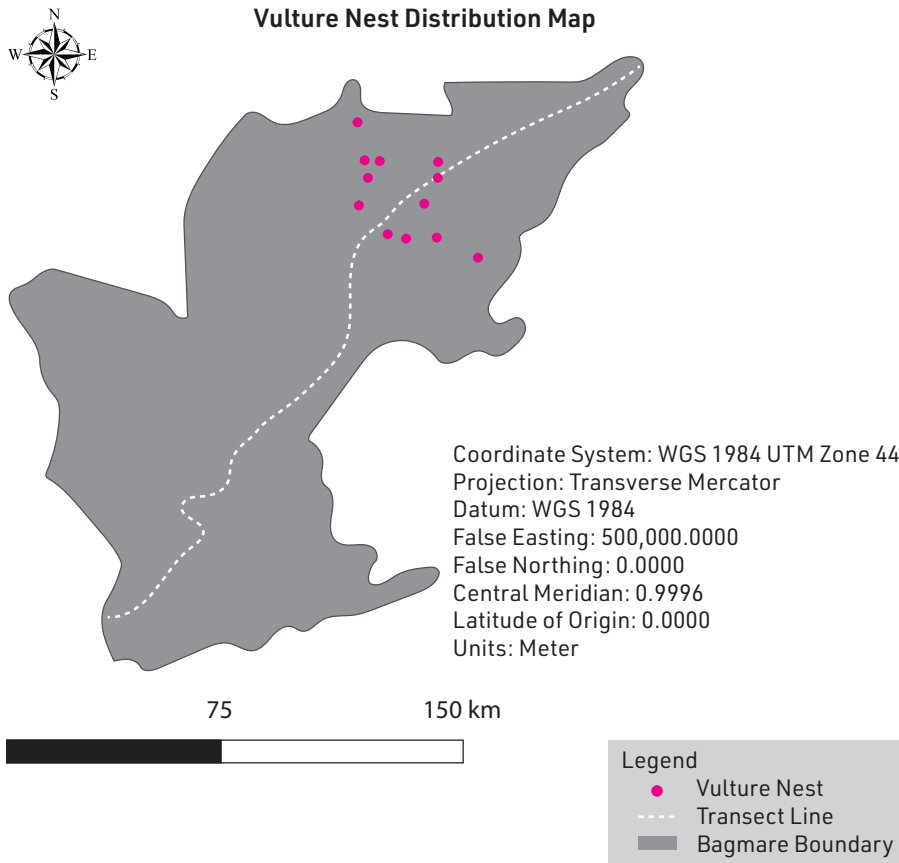 Vulture Nest Distribution Map
N
W E
S
Coordinate System: WGS 1984 UTM Zone 44
Projection: Transverse Mercator
Datum: WGS 1984
False Easting: 500,000.0000
False Northing: 0.0000
Central Meridian: 0.9996
Latitude of Origin: 0.0000
Units: Meter
75 150 km
Legend
Vulture Nest
Transect Line
Bagmare Boundary